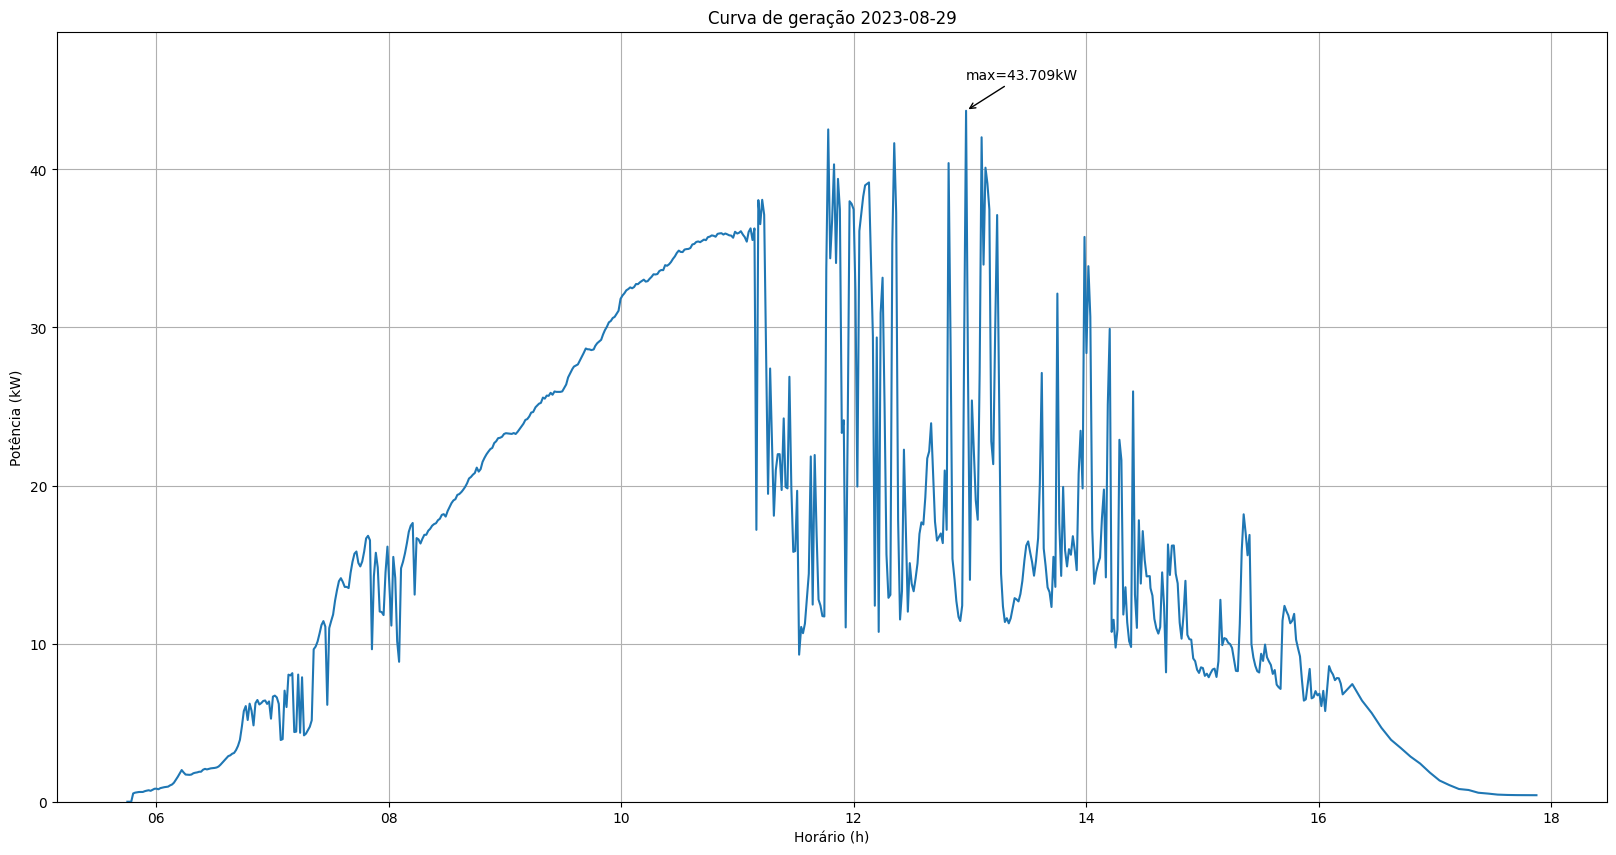 Curva de geração 2023-08-29
max=43.709kW
Potência (kW)
40
30
20
10
0
06 08 10 12 14 16 18
Horário (h)